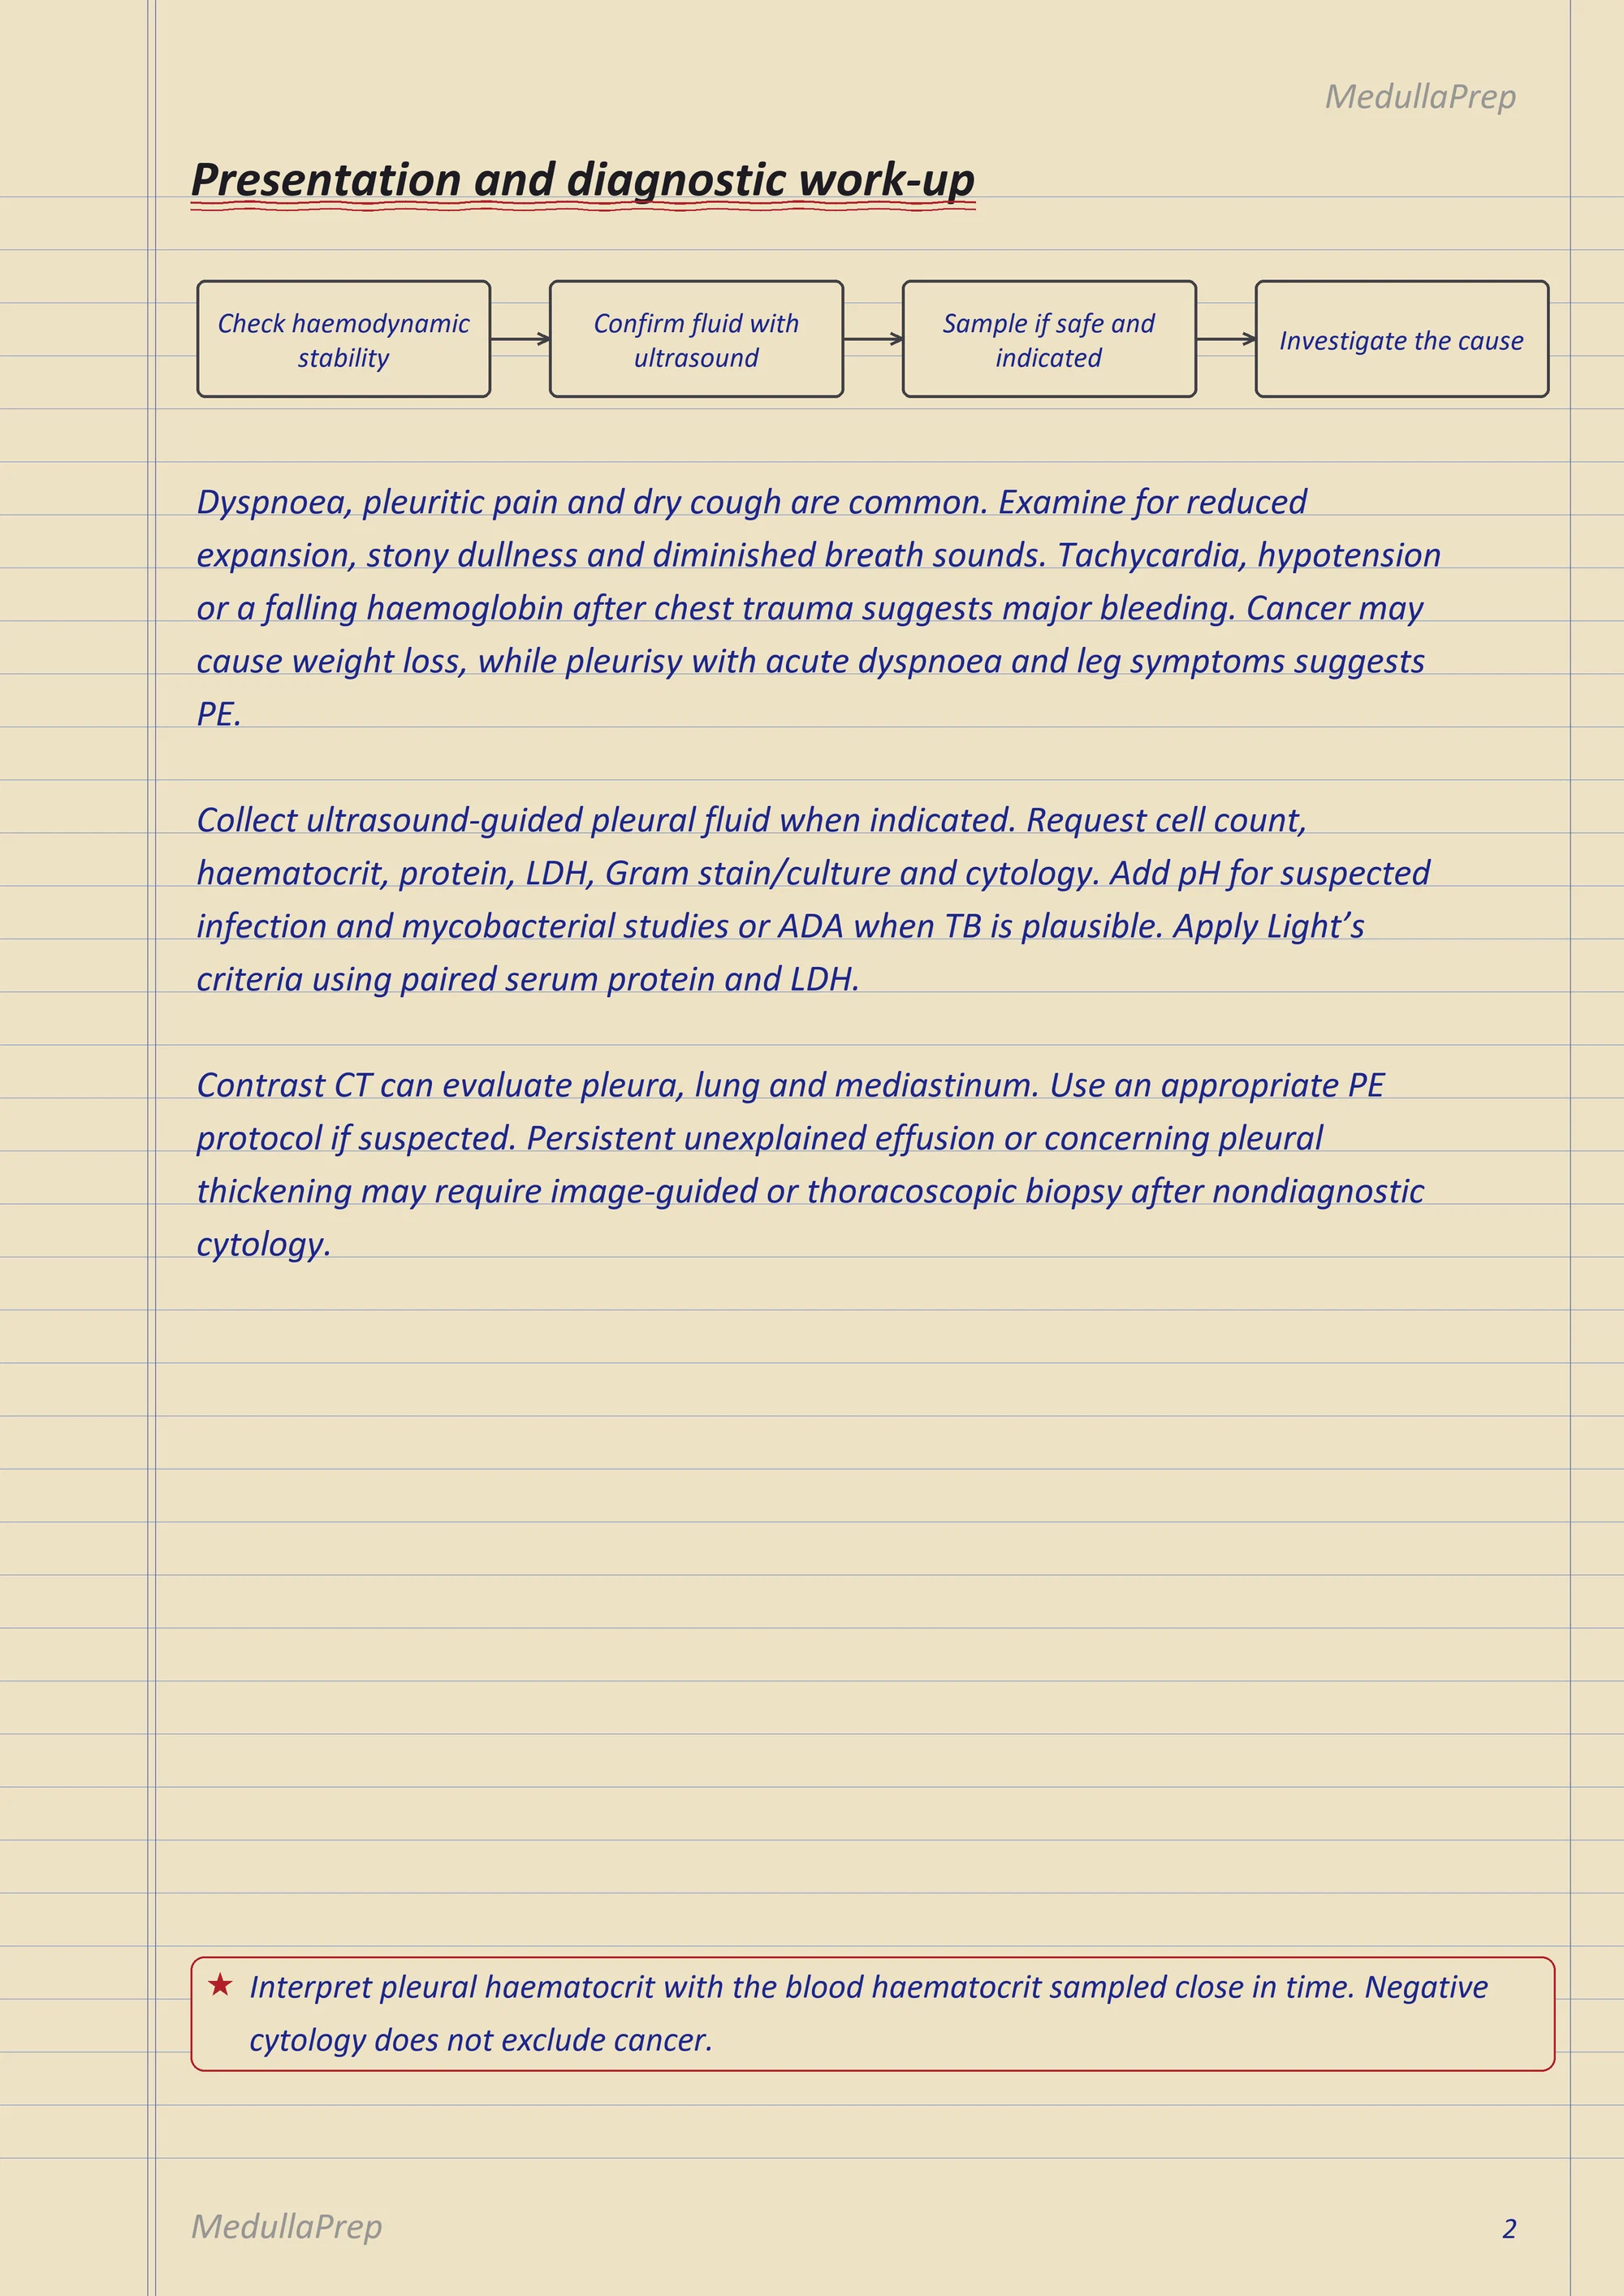 MedullaPrep
Presentation and diagnostic work-up
Check haemodynamic
stability
Confirm fluid with
ultrasound
Sample if safe and
indicated
Investigate the cause
Dyspnoea, pleuritic pain and dry cough are common. Examine for reduced
expansion, stony dullness and diminished breath sounds. Tachycardia, hypotension
or a falling haemoglobin after chest trauma suggests major bleeding. Cancer may
cause weight loss, while pleurisy with acute dyspnoea and leg symptoms suggests
PE.
Collect ultrasound-guided pleural fluid when indicated. Request cell count,
haematocrit, protein, LDH, Gram stain/culture and cytology. Add pH for suspected
infection and mycobacterial studies or ADA when TB is plausible. Apply Light’s
criteria using paired serum protein and LDH.
Contrast CT can evaluate pleura, lung and mediastinum. Use an appropriate PE
protocol if suspected. Persistent unexplained effusion or concerning pleural
thickening may require image-guided or thoracoscopic biopsy after nondiagnostic
cytology.
★ Interpret pleural haematocrit with the blood haematocrit sampled close in time. Negative
cytology does not exclude cancer.
MedullaPrep
2